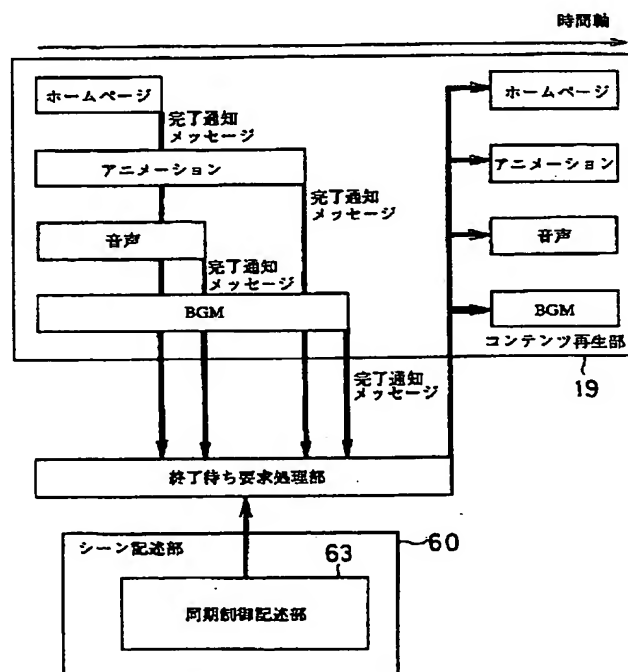 時間軸
ホームページ
ホームページ
完了通知
メッセージ
アニメーション
アニメーション
完了通知
メッセージ
音声
音声
完了通知
メッセージ
BGM
BGM
コンテンツ再生部
19
完了通知
メッセージ
終了待ち要求処理部
シーン記述部
60
63
同期制御記述部